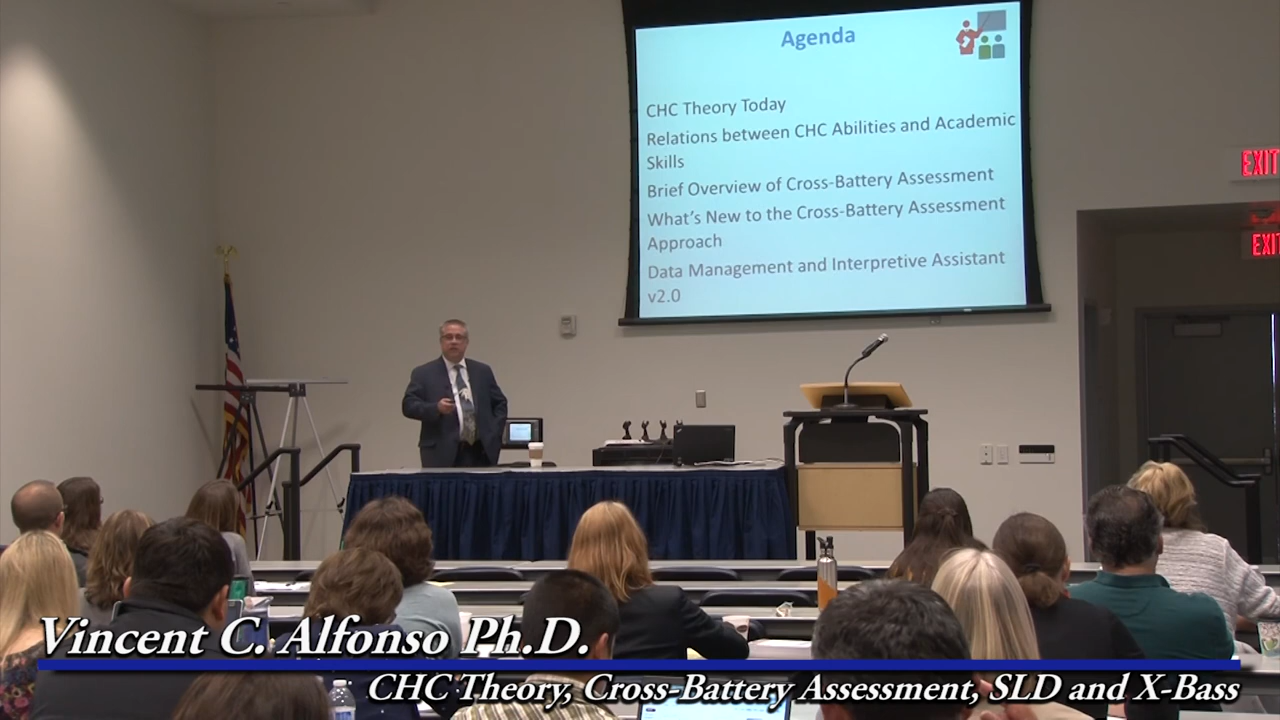 Agenda
CHC Theory Today
Relations between CHC Abilities and Academic
Skills
Brief Overview of Cross-Battery Assessment
What's New to the Cross-Battery Assessment
Approach
Data Management and Interpretive Assistant
v2.0
EXIT
EXIT
Vincent C. Alfonso Ph.D.
CHC Theory, Cross-Battery Assessment, SLD and X-Bass